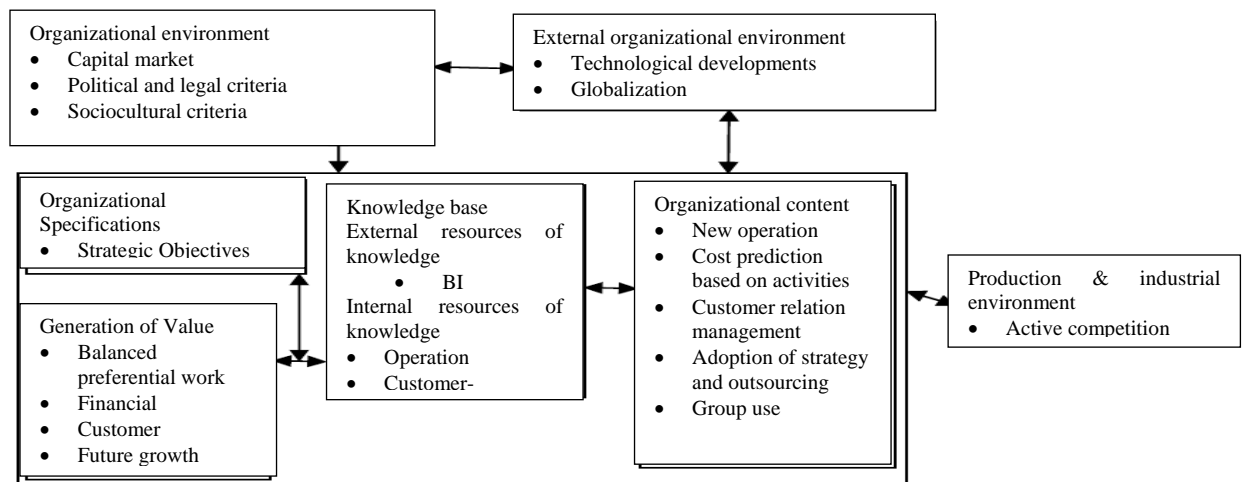 Organizational environment
• Capital market
• Political and legal criteria
• Sociocultural criteria
External organizational environment
• Technological developments
• Globalization
Organizational
Specifications
• Strategic Objectives
Generation of Value
• Balanced
preferential work
• Financial
• Customer
• Future growth
Knowledge base
External resources of
knowledge
• BI
Internal resources of
knowledge
• Operation
• Customer-
Organizational content
• New operation
• Cost prediction
based on activities
• Customer relation
management
• Adoption of strategy
and outsourcing
• Group use
Production & industrial
environment
• Active competition